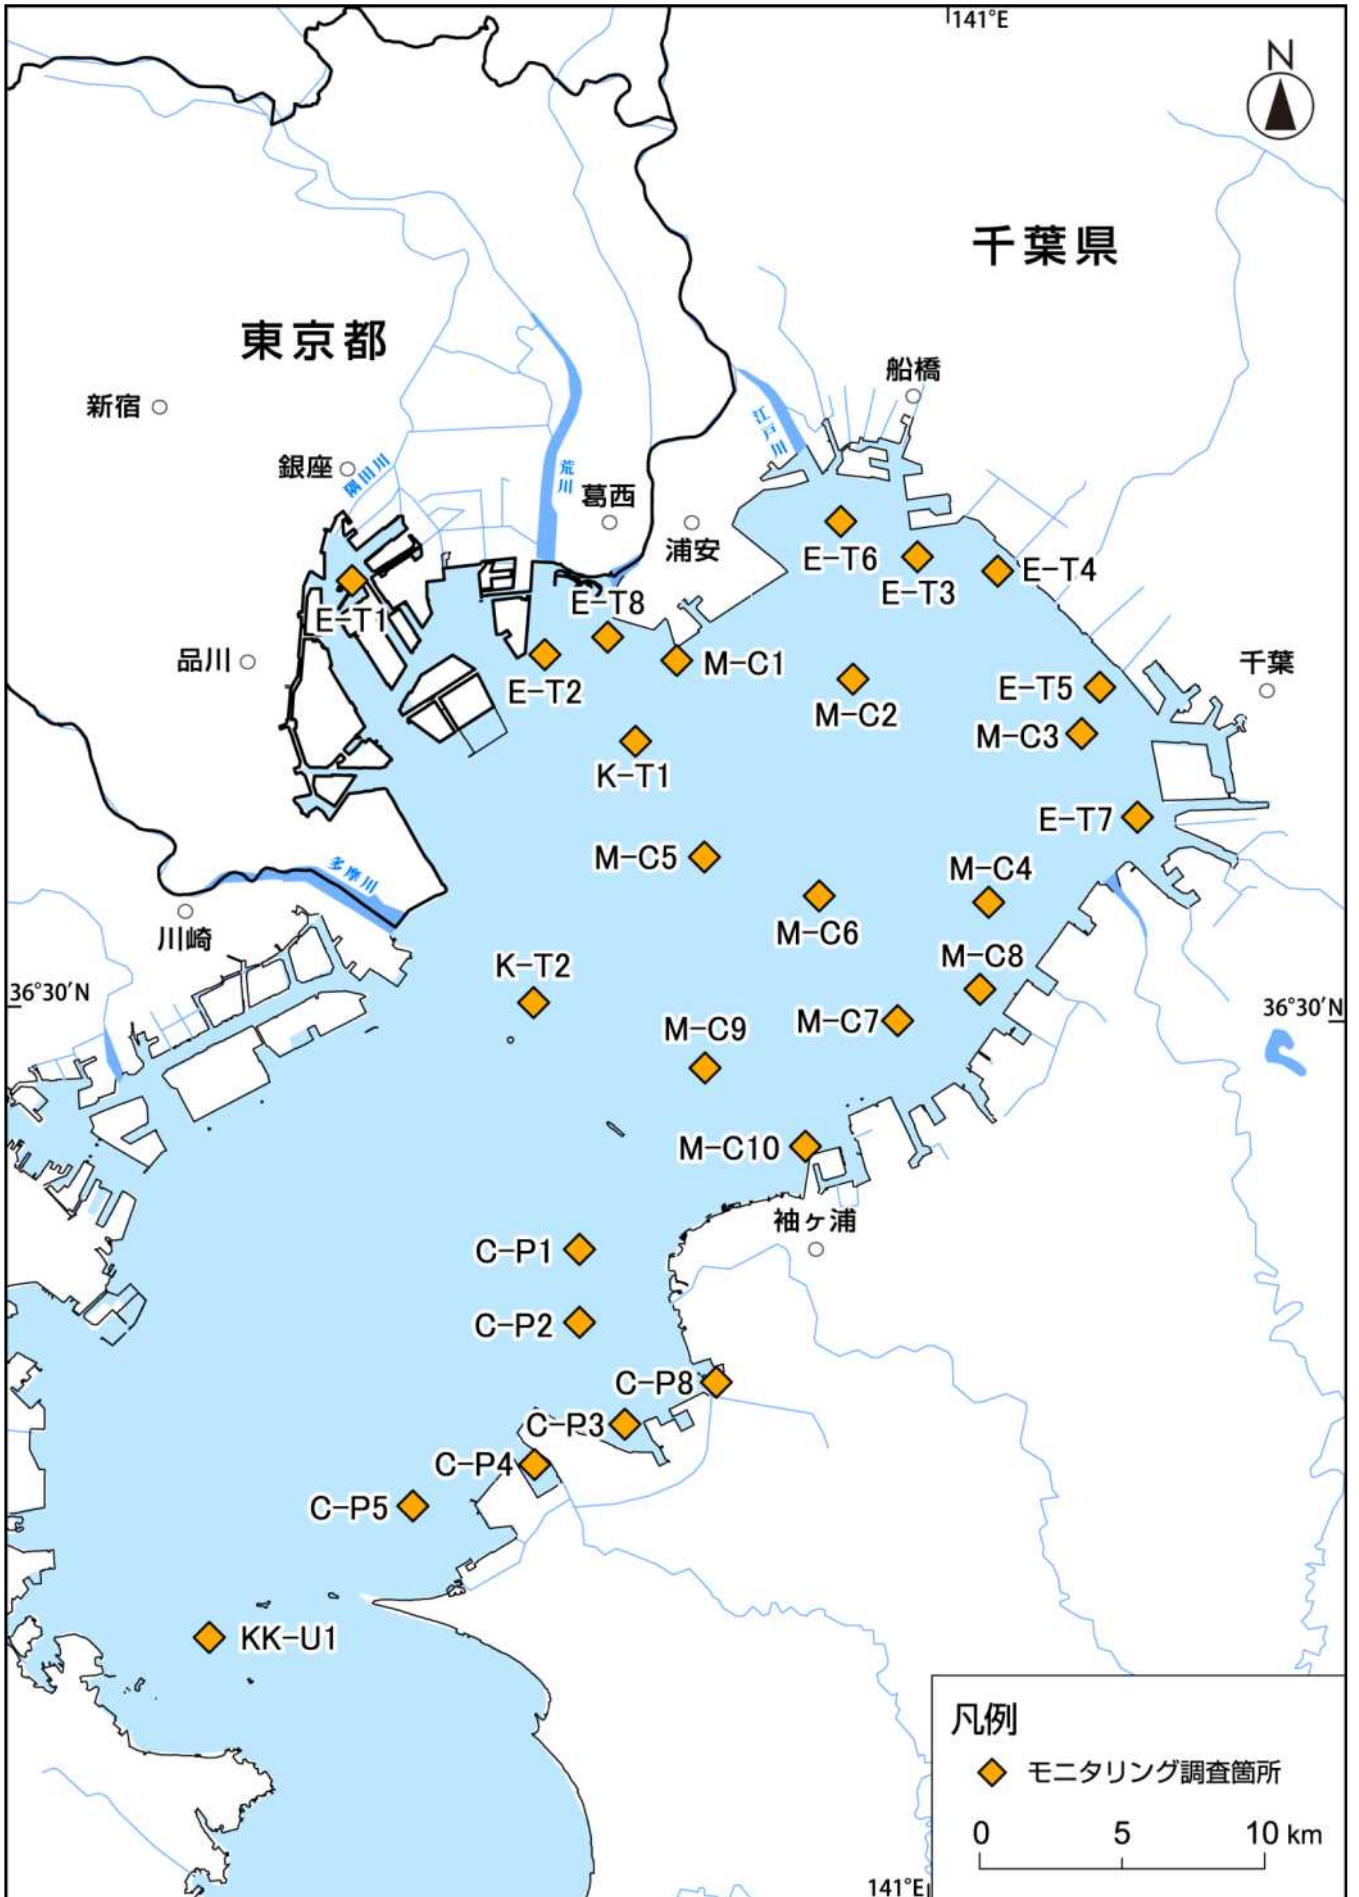 141°E
N
千葉県
東京都
船橋
新宿
江戸川
銀座
隅田川
荒川
葛西
浦安
E-T6
E-T3
E-T4
E-T1
E-T8
品川
E-T2
M-C1
M-C2
E-T5
千葉
M-C3
K-T1
E-T7
M-C5
多摩川
M-C4
川崎
M-C6
K-T2
M-C8
36°30′N
36°30′N
M-C9
M-C7
M-C10
袖ヶ浦
C-P1
C-P2
C-P8
C-P3
C-P4
C-P5
KK-U1
凡例
モニタリング調査箇所
0 5 10 km
141°E